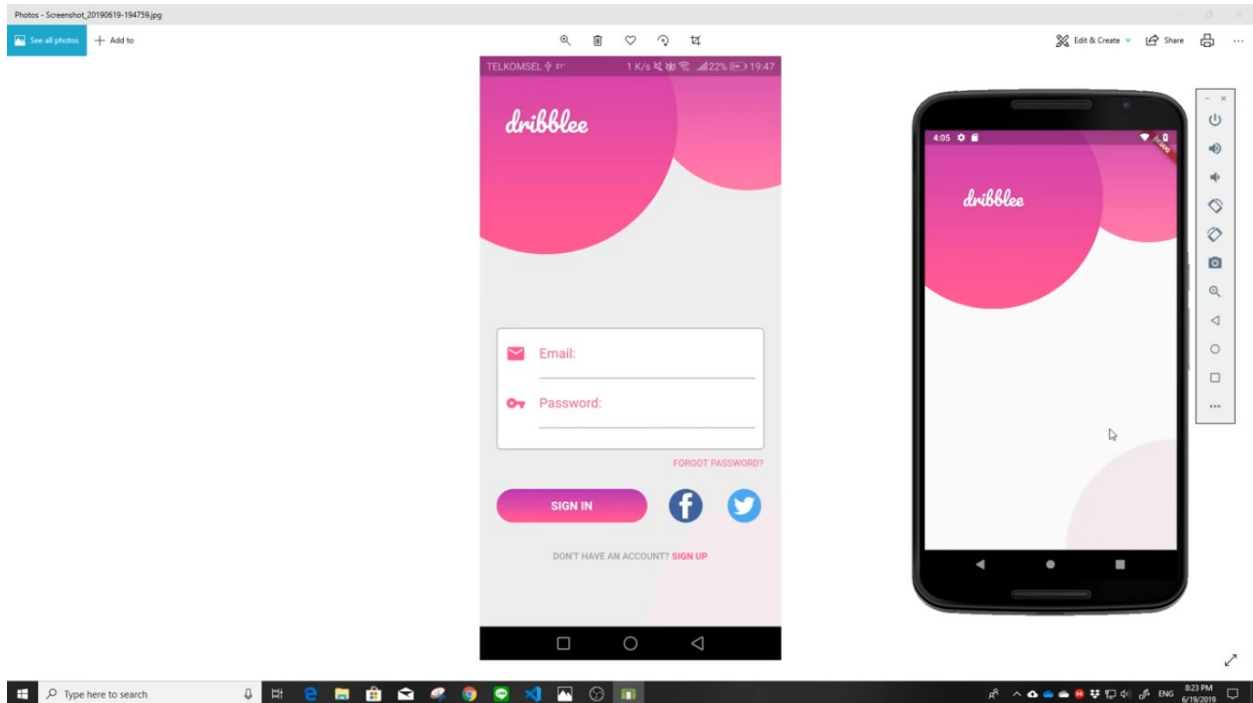 Photos - Screenshot_20190619-194759.jpg
See all photos
Add to
Edit & Create
Share
TELKOMSEL
1 K/s
22%
19:47
dribblee
Email:
Password:
FORGOT PASSWORD?
SIGN IN
DON'T HAVE AN ACCOUNT? SIGN UP
4:05
dribblee
Type here to search
ENG
8:23 PM
6/19/2019